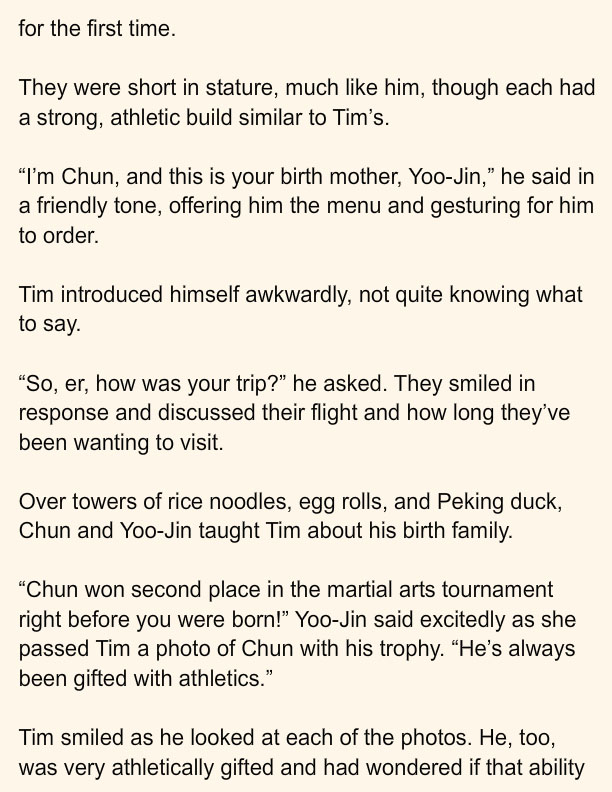 for the first time.
They were short in stature, much like him, though each had
a strong, athletic build similar to Tim’s.
“I’m Chun, and this is your birth mother, Yoo-Jin,” he said in
a friendly tone, offering him the menu and gesturing for him
to order.
Tim introduced himself awkwardly, not quite knowing what
to say.
“So, er, how was your trip?” he asked. They smiled in
response and discussed their flight and how long they’ve
been wanting to visit.
Over towers of rice noodles, egg rolls, and Peking duck,
Chun and Yoo-Jin taught Tim about his birth family.
“Chun won second place in the martial arts tournament
right before you were born!” Yoo-Jin said excitedly as she
passed Tim a photo of Chun with his trophy. “He’s always
been gifted with athletics.”
Tim smiled as he looked at each of the photos. He, too,
was very athletically gifted and had wondered if that ability